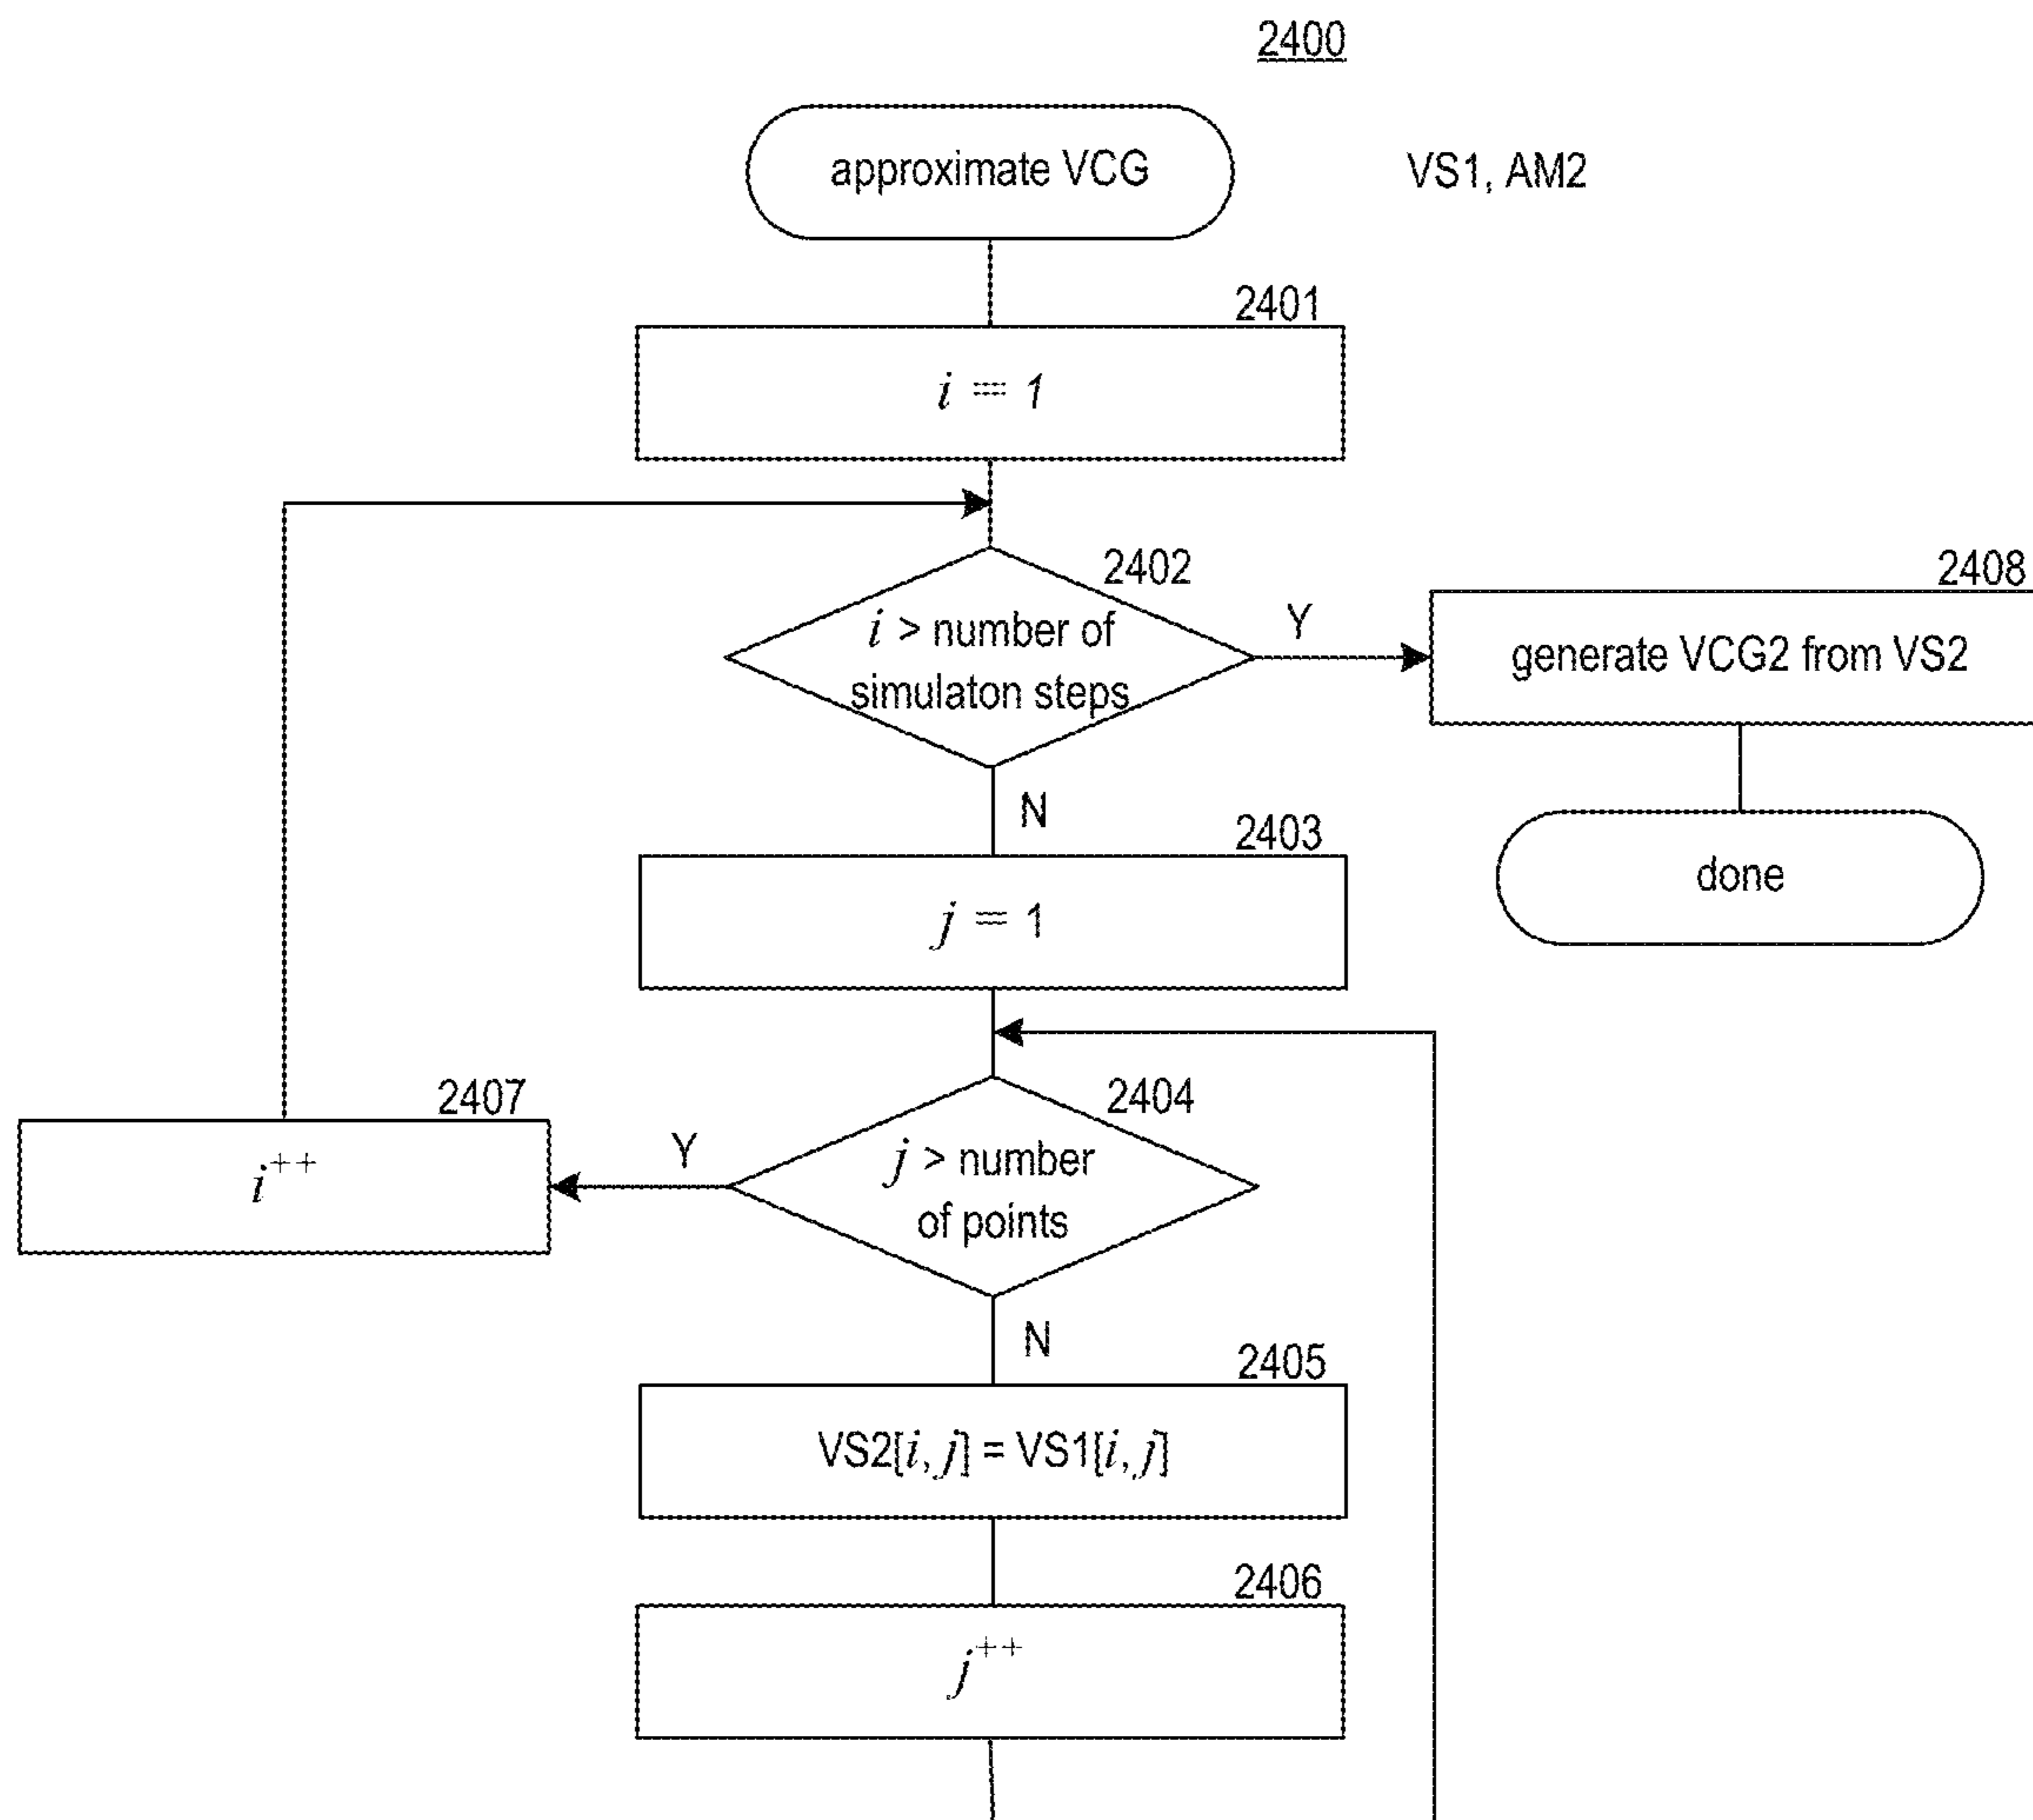 2400
approximate VCG
VS1, AM2
2401
i = 1
2402
i > number of
simulaton steps
Y
2408
generate VCG2 from VS2
N
done
2403
j = 1
2404
j > number
of points
Y
2407
i++
N
2405
VS2[i, j] = VS1[i, j]
2406
j++